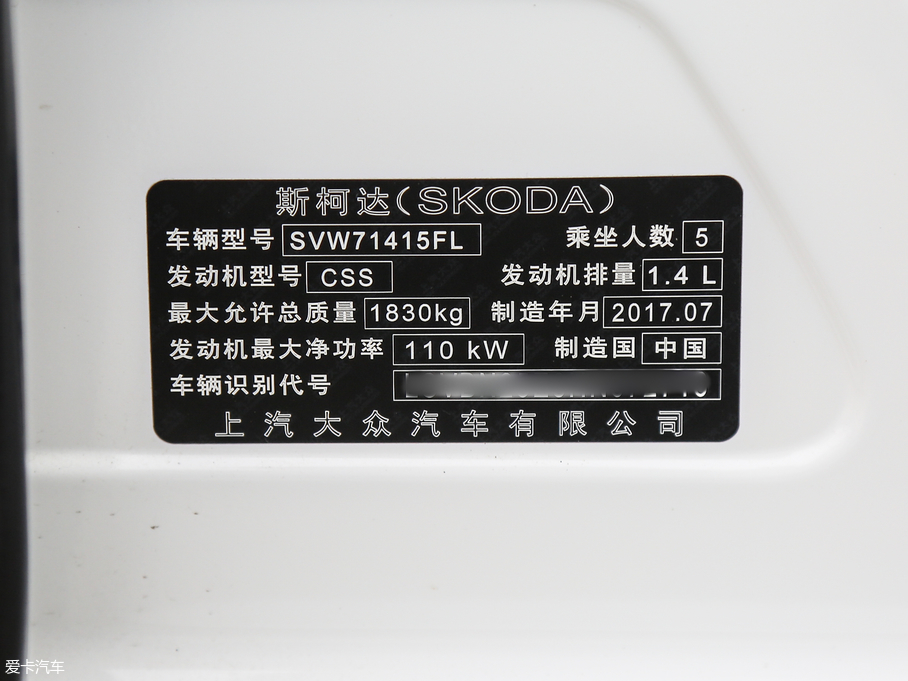 斯柯达(SKODA)
车辆型号 SVW71415FL 乘坐人数 5
发动机型号 CSS 发动机排量 1.4 L
最大允许总质量 1830kg 制造年月 2017.07
发动机最大净功率 110 kW 制造国 中国
车辆识别代号
上汽大众汽车有限公司
爱卡汽车